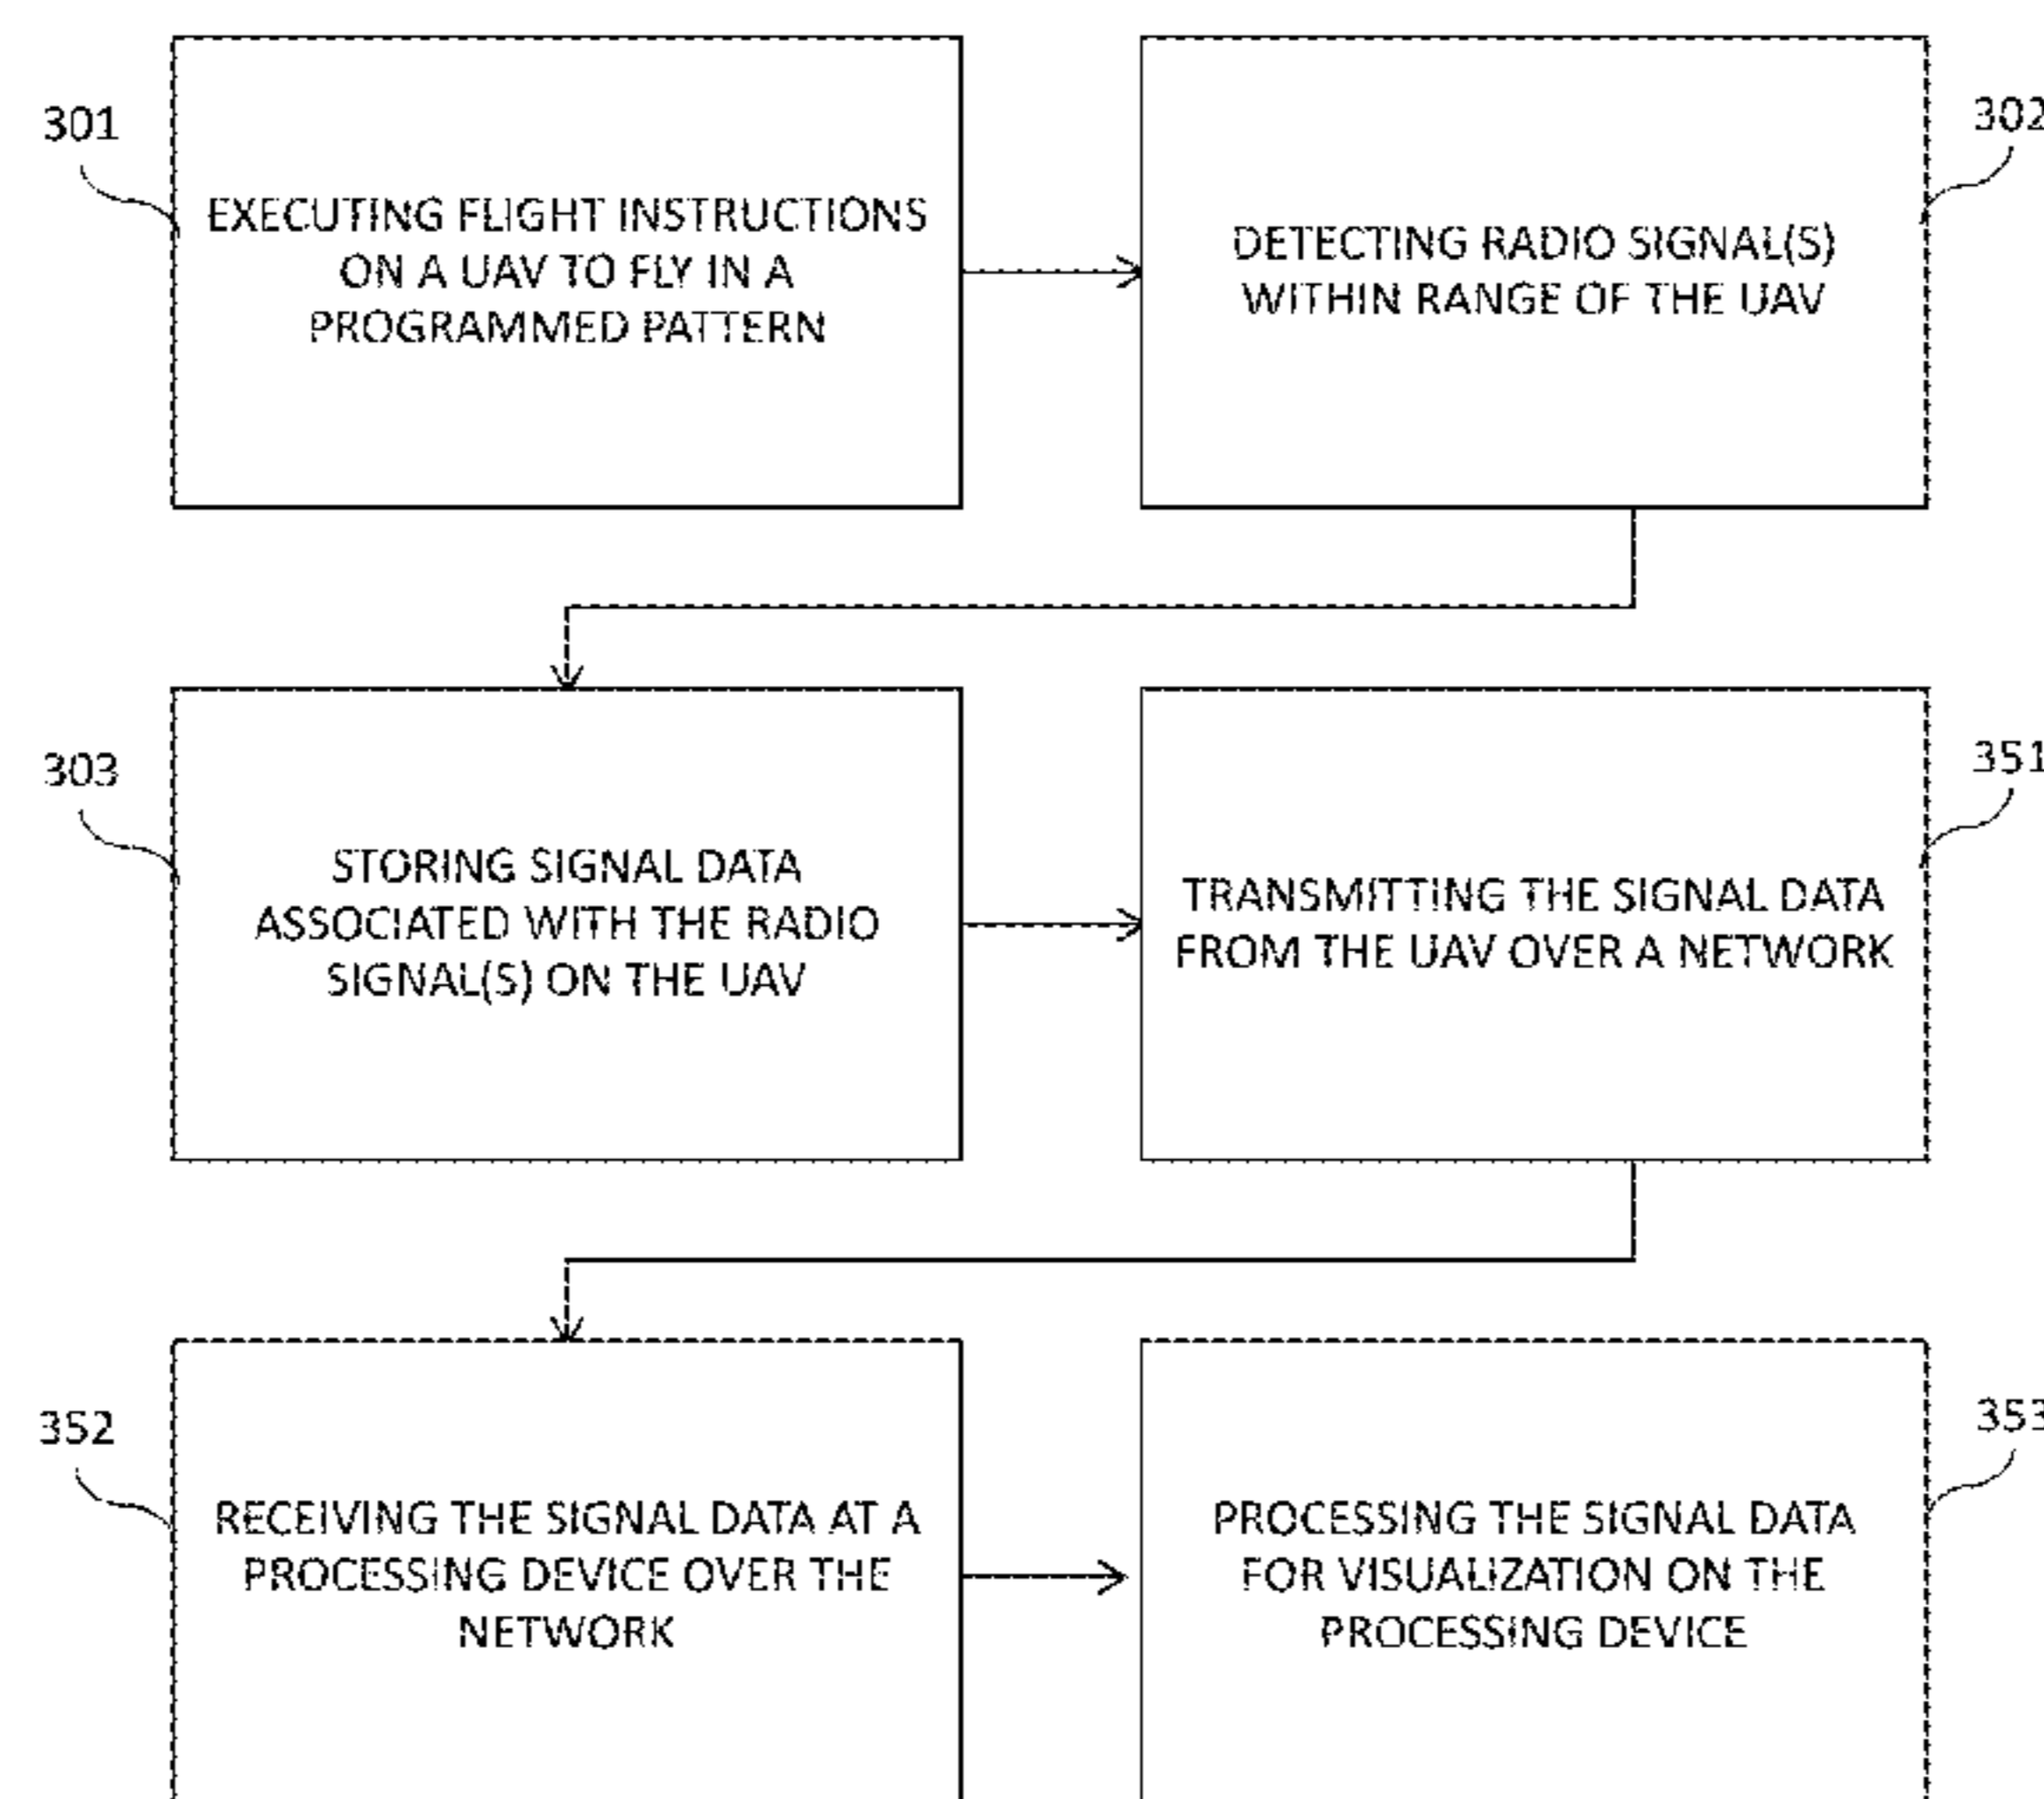 301
EXECUTING FLIGHT INSTRUCTIONS
ON A UAV TO FLY IN A
PROGRAMMED PATTERN
302
DETECTING RADIO SIGNAL(S)
WITHIN RANGE OF THE UAV
303
STORING SIGNAL DATA
ASSOCIATED WITH THE RADIO
SIGNAL(S) ON THE UAV
351
TRANSMITTING THE SIGNAL DATA
FROM THE UAV OVER A NETWORK
352
RECEIVING THE SIGNAL DATA AT A
PROCESSING DEVICE OVER THE
NETWORK
353
PROCESSING THE SIGNAL DATA
FOR VISUALIZATION ON THE
PROCESSING DEVICE